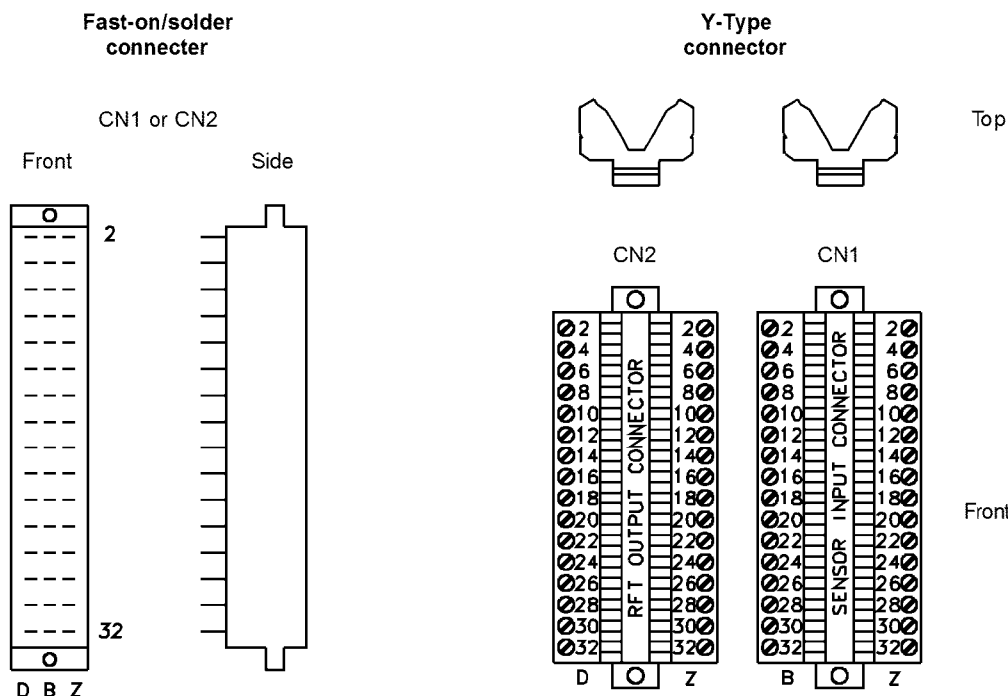 Fast-on/solder
connecter
CN1 or CN2
Front
Side
2
32
D B Z
Y-Type
connector
Top
CN2
CN1
2 2
4 4
6 6
8 8
10 10
12 12
14 14
16 16
18 18
20 20
22 22
24 24
26 26
28 28
30 30
32 32
RFT OUTPUT CONNECTOR
D Z
2 2
4 4
6 6
8 8
10 10
12 12
14 14
16 16
18 18
20 20
22 22
24 24
26 26
28 28
30 30
32 32
SENSOR INPUT CONNECTOR
B Z
Front